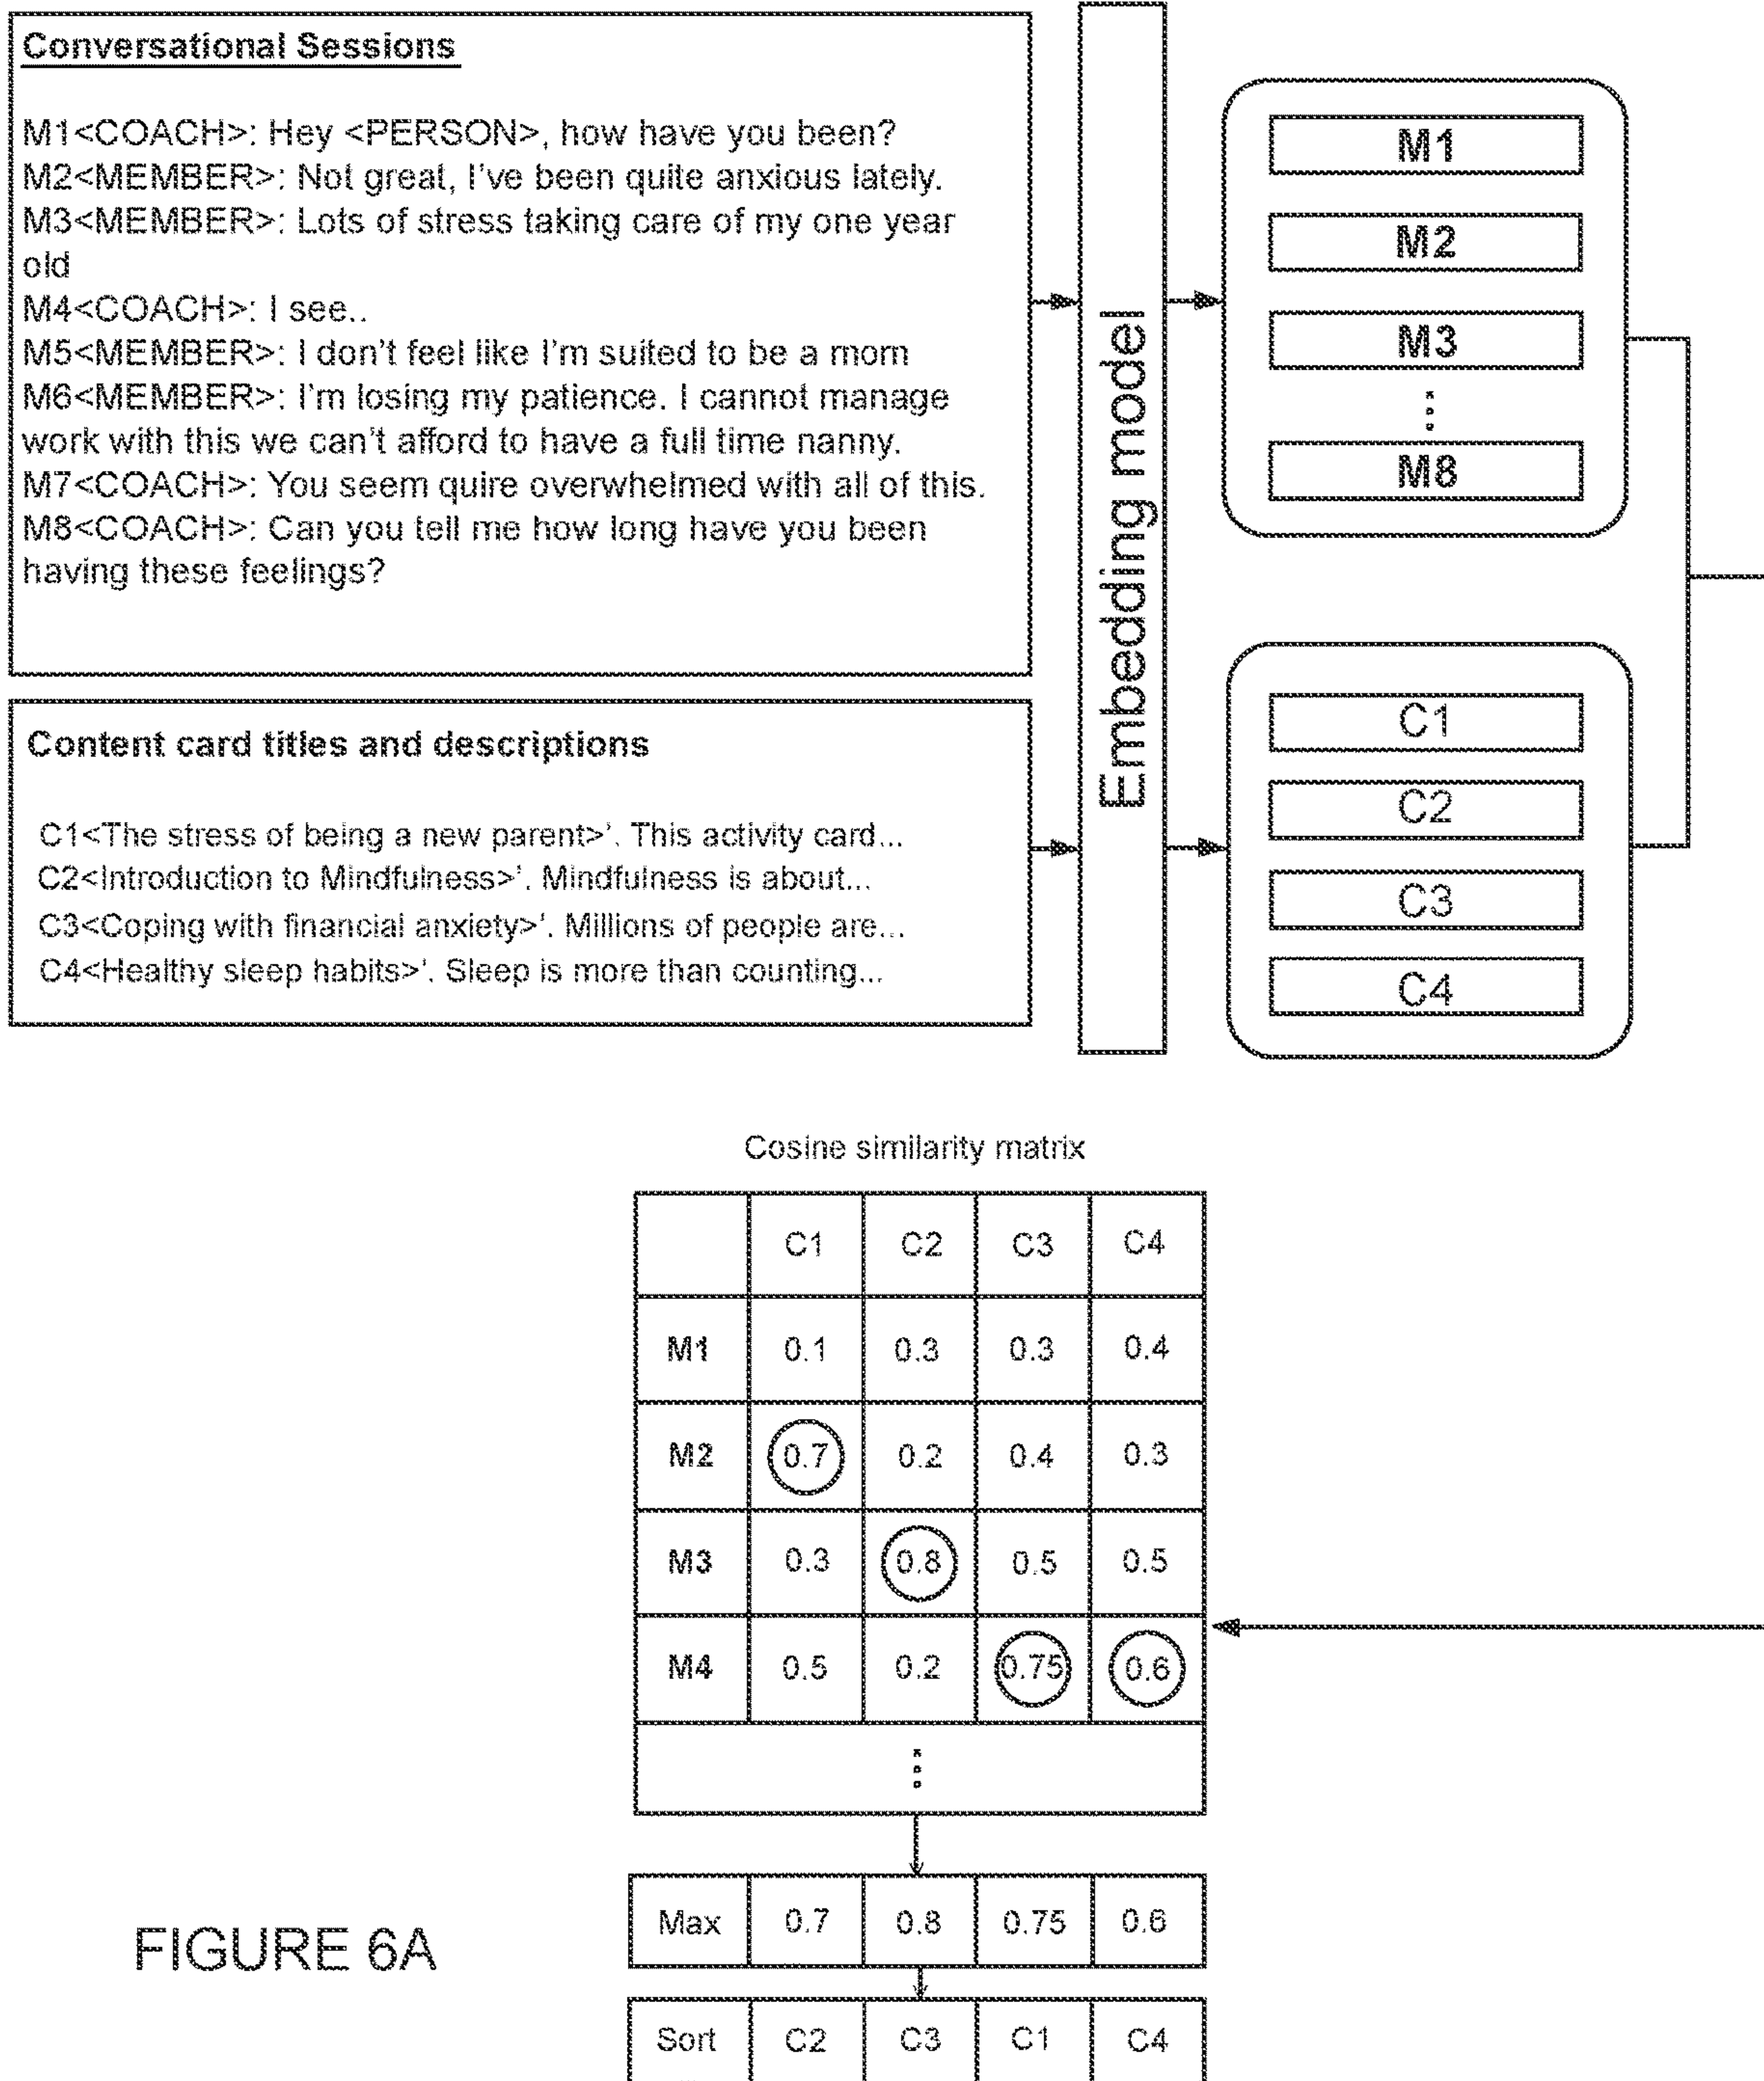 Conversational Sessions
M1<COACH>: Hey <PERSON>, how have you been?
M2<MEMBER>: Not great, I've been quite anxious lately.
M3<MEMBER>: Lots of stress taking care of my one year
old
M4<COACH>: I see..
M5<MEMBER>: I don't feel like I'm suited to be a mom
M6<MEMBER>: I'm losing my patience. I cannot manage
work with this we can't afford to have a full time nanny.
M7<COACH>: You seem quire overwhelmed with all of this.
M8<COACH>: Can you tell me how long have you been
having these feelings?
Content card titles and descriptions
C1<The stress of being a new parent>'. This activity card...
C2<Introduction to Mindfulness>'. Mindfulness is about...
C3<Coping with financial anxiety>'. Millions of people are...
C4<Healthy sleep habits>'. Sleep is more than counting...
Embedding model
M1
M2
M3
⋮
M8
C1
C2
C3
C4
Cosine similarity matrix
C1 C2 C3 C4
M1 0.1 0.3 0.3 0.4
M2 0.7 0.2 0.4 0.3
M3 0.3 0.8 0.5 0.5
M4 0.5 0.2 0.75 0.6
⋮
Max 0.7 0.8 0.75 0.6
Sort C2 C3 C1 C4
FIGURE 6A